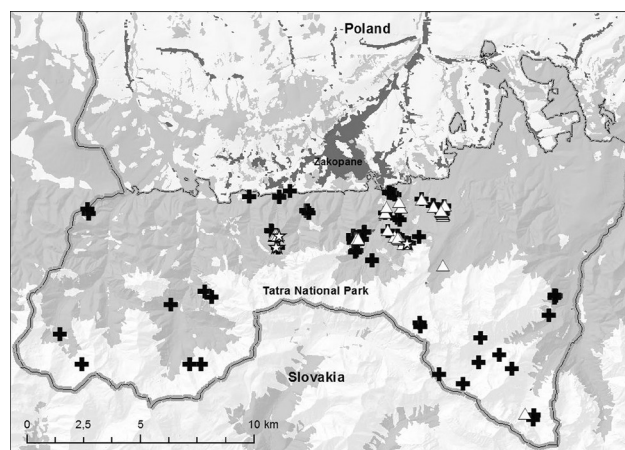 Poland
Zakopane
Tatra National Park
Slovakia
0 2,5 5 10 km